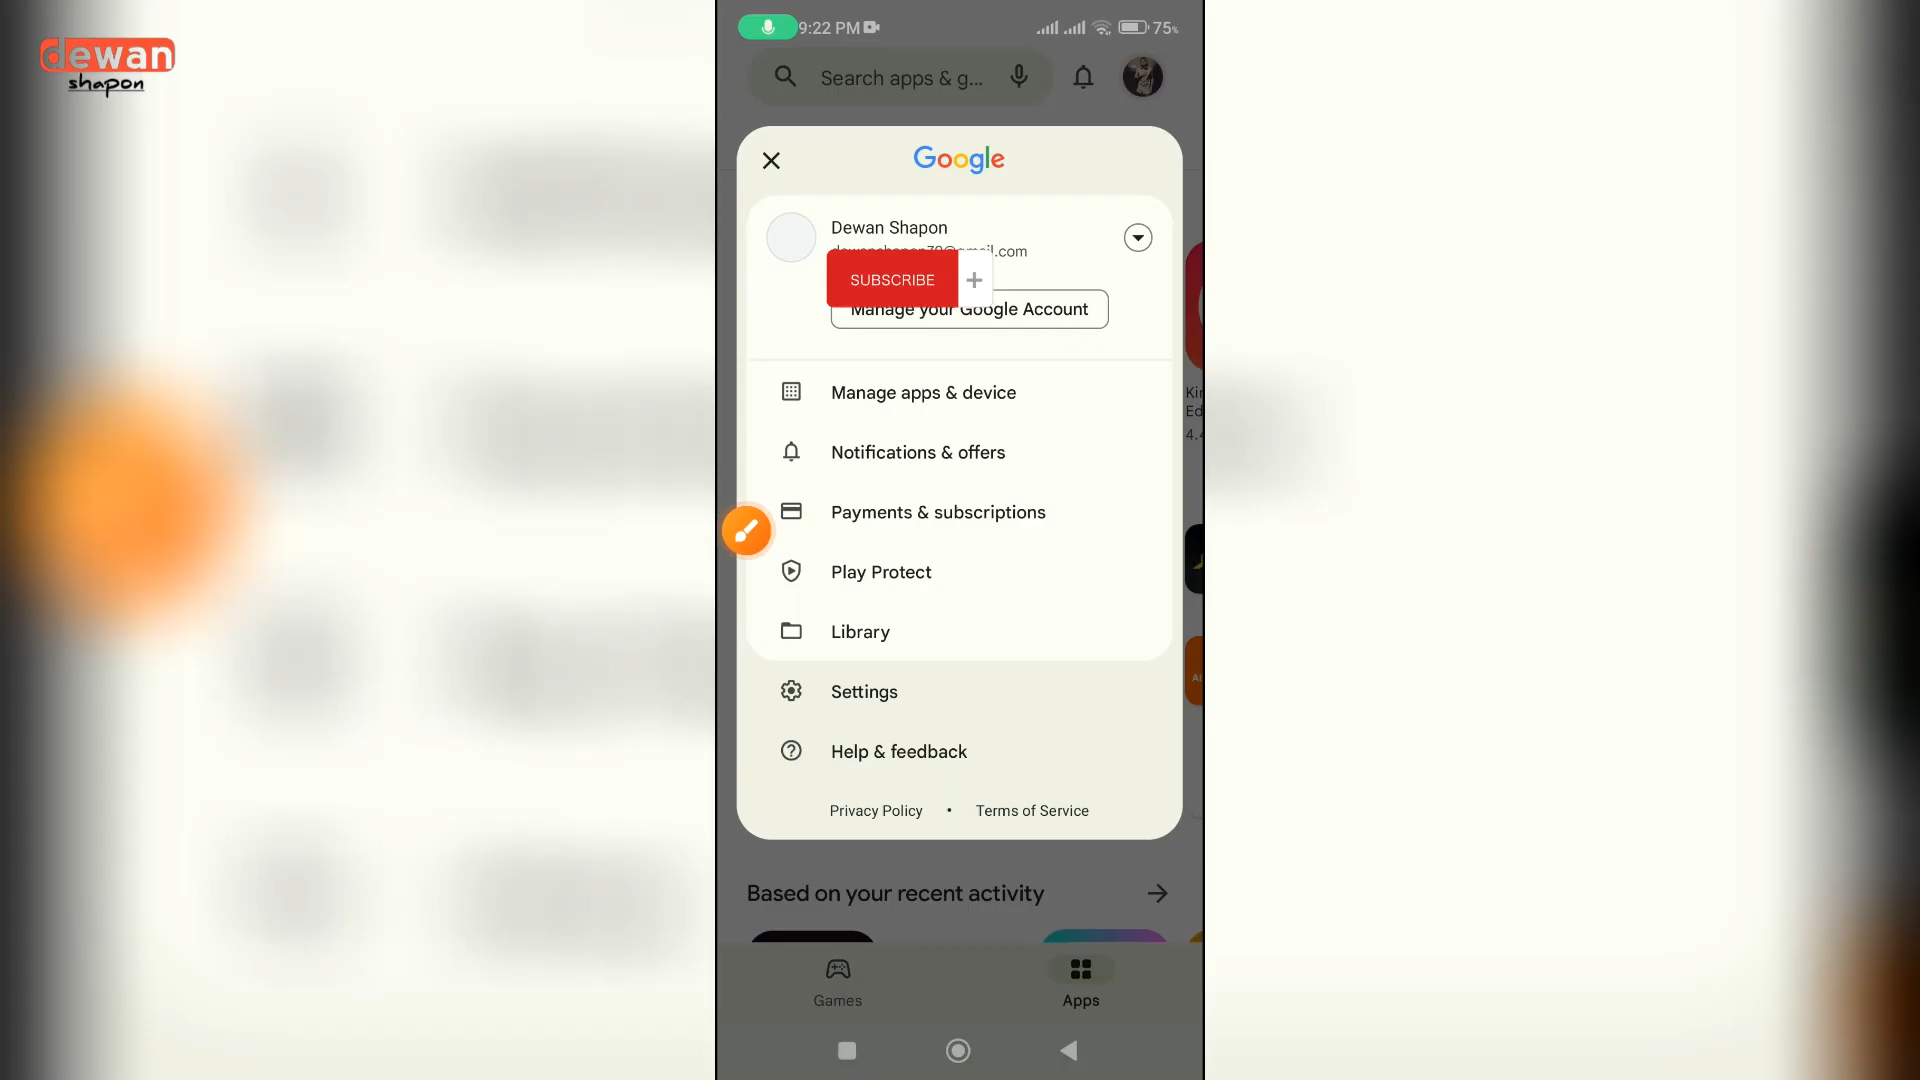 dewan
shapon
9:22 PM
75%
Search apps & g...
Google
Dewan Shapon
SUBSCRIBE
Manage your Google Account
Manage apps & device
Notifications & offers
Payments & subscriptions
Play Protect
Library
Settings
Help & feedback
Privacy Policy • Terms of Service
Based on your recent activity
Games
Apps